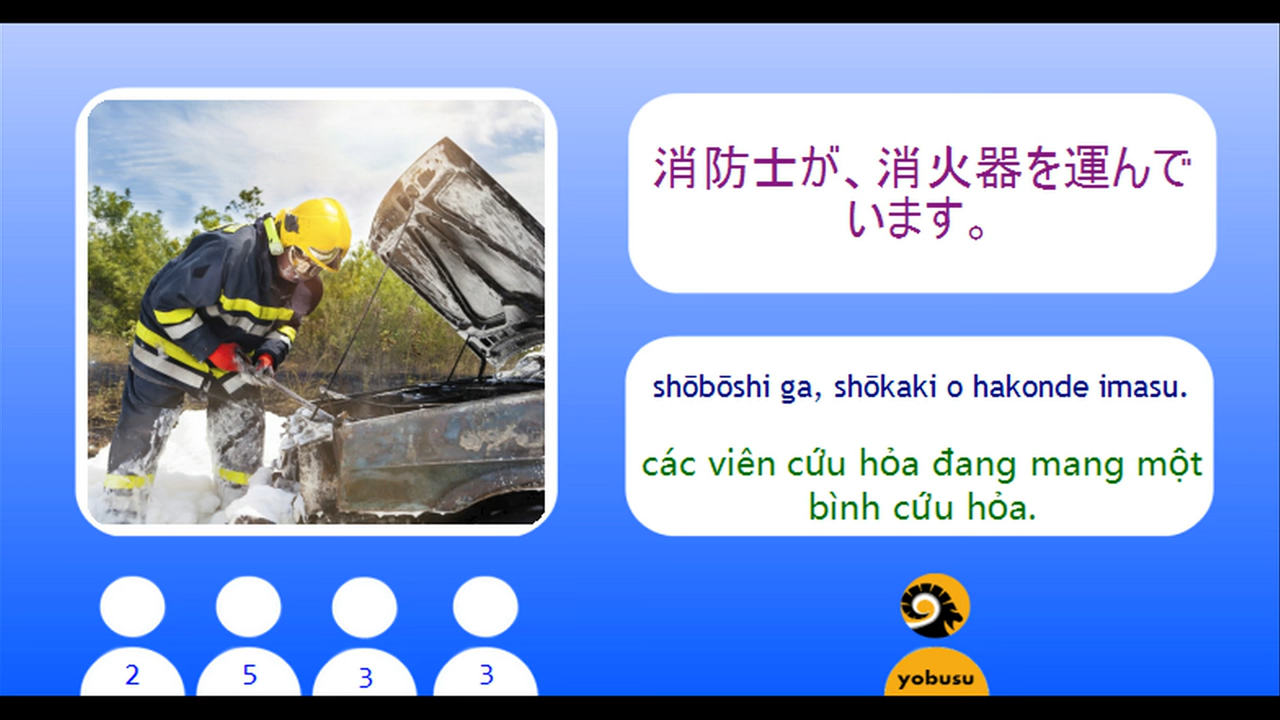 消防士が、消火器を運んで
います。
shōbōshi ga, shōkaki o hakonde imasu.
các viên cứu hỏa đang mang một
bình cứu hỏa.
2 5 3 3
yobusu